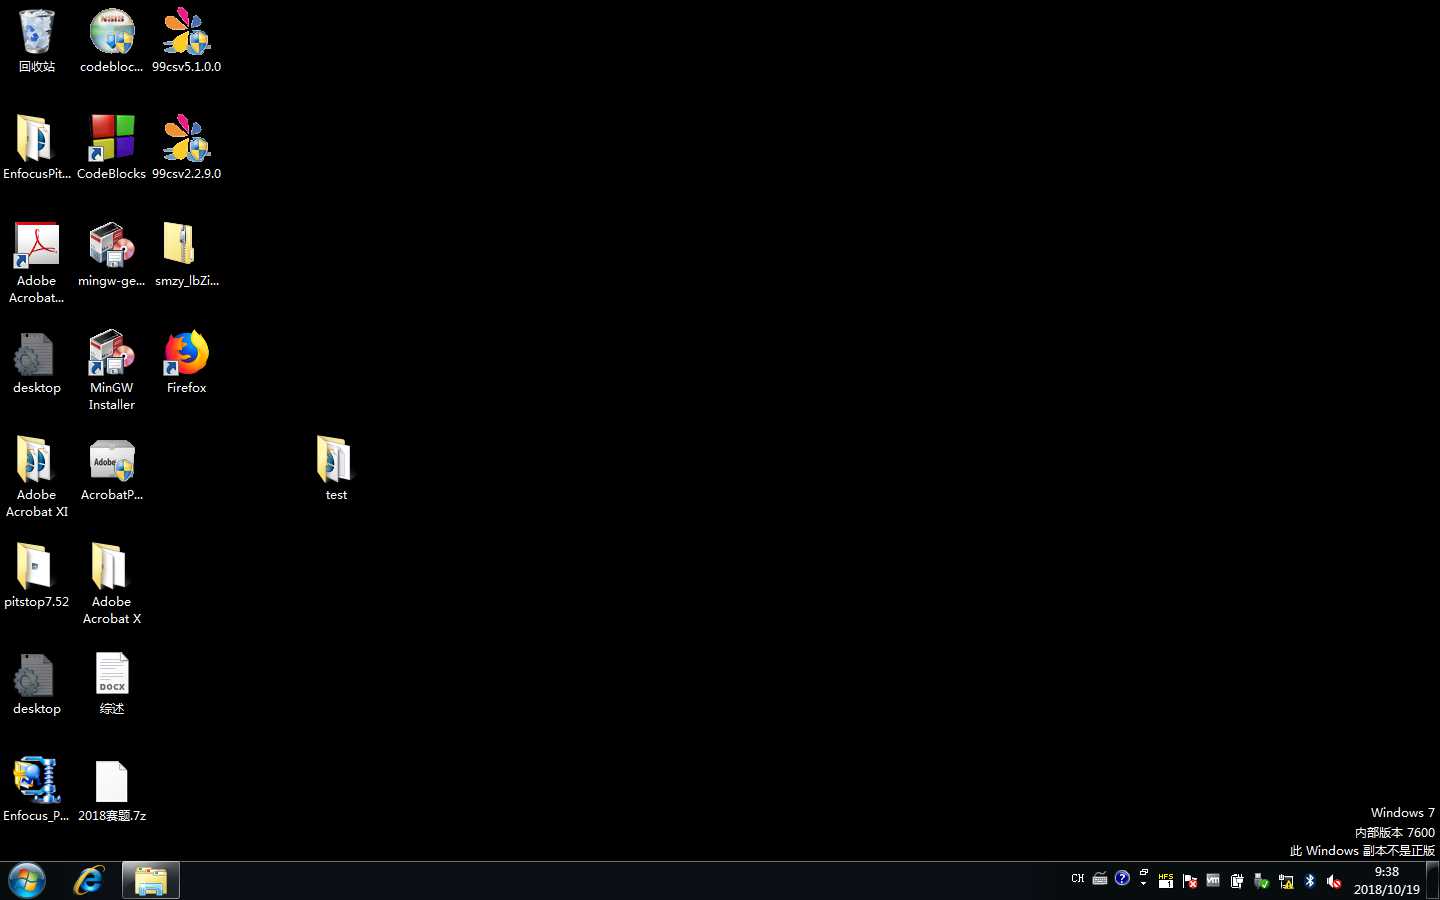 回收站
codebloc...
99csv5.1.0.0
EnfocusPit...
CodeBlocks
99csv2.2.9.0
Adobe
Acrobat...
mingw-ge...
smzy_lbZi...
desktop
MinGW
Installer
Firefox
Adobe
Acrobat XI
Adobe
AcrobatP...
test
pitstop7.52
Adobe
Acrobat X
desktop
DOCX
综述
Enfocus_P...
2018赛题.7z
Windows 7
内部版本 7600
此 Windows 副本不是正版
CH
HFS
9:38
2018/10/19